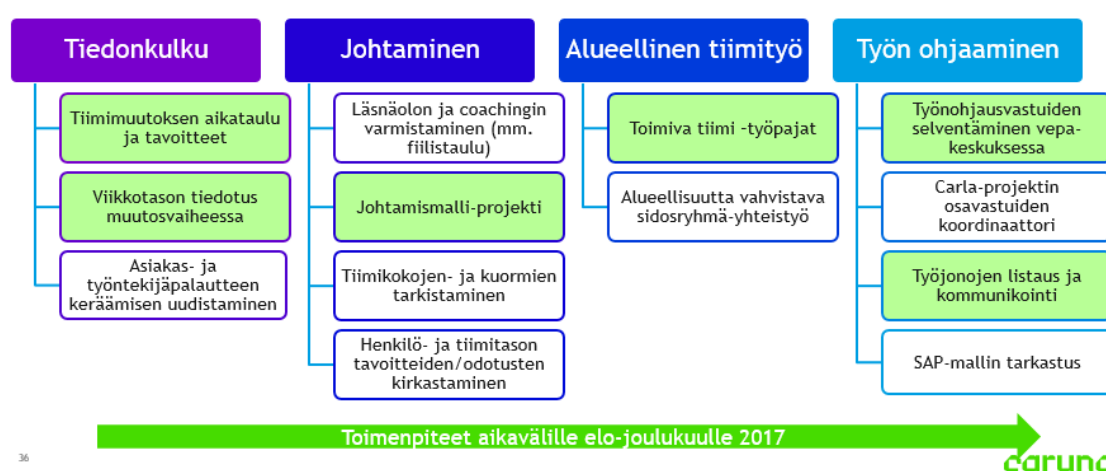 Tiedonkulku
Tiimimuutoksen aikataulu
ja tavoitteet
Viikkotason tiedotus
muutosvaiheessa
Asiakas- ja
työntekijäpalautteen
keräämisen uudistaminen
Johtaminen
Läsnäolon ja coachingin
varmistaminen (mm.
fiilistaulu)
Johtamismalli-projekti
Tiimikokojen- ja kuormien
tarkistaminen
Henkilö- ja tiimitason
tavoitteiden/odotusten
kirkastaminen
Alueellinen tiimityö
Toimiva tiimi -työpajat
Alueellisuutta vahvistava
sidosryhmä-yhteistyö
Työn ohjaaminen
Työnohjausvastuiden
selventäminen vepa-
keskuksessa
Carla-projektin
osavastuiden
koordinaattori
Työjonojen listaus ja
kommunikointi
SAP-mallin tarkastus
Toimenpiteet aikavälille elo-joulukuulle 2017
36
caruna